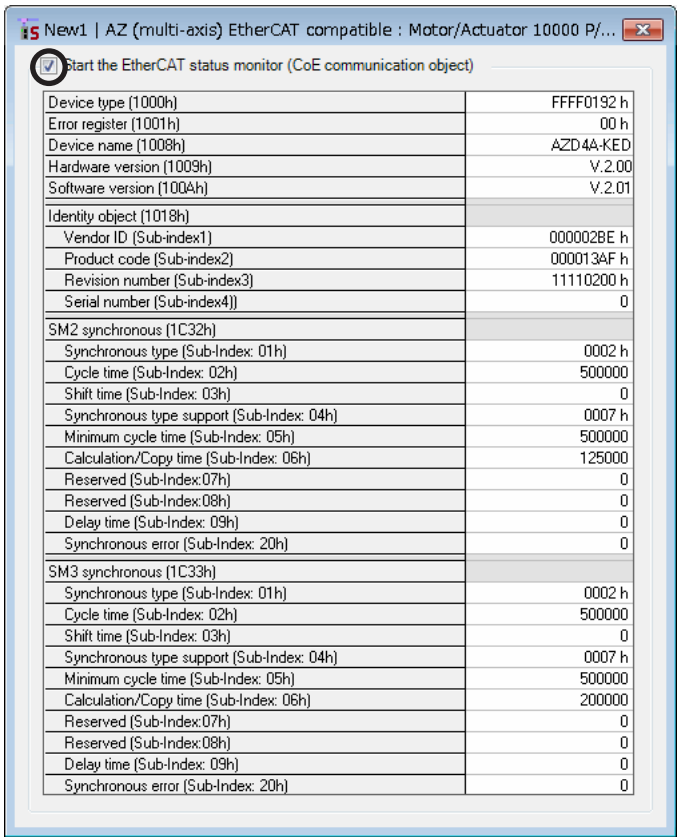 New1 | AZ (multi-axis) EtherCAT compatible : Motor/Actuator 10000 P/...
Start the EtherCAT status monitor (CoE communication object)
Device type (1000h) FFFF0192 h
Error register (1001h) 00 h
Device name (1008h) AZD4A-KED
Hardware version (1009h) V.2.00
Software version (100Ah) V.2.01
Identity object (1018h)
Vendor ID (Sub-index1) 000002BE h
Product code (Sub-index2) 000013AF h
Revision number (Sub-index3) 11110200 h
Serial number (Sub-index4)) 0
SM2 synchronous (1C32h)
Synchronous type (Sub-Index: 01h) 0002 h
Cycle time (Sub-Index: 02h) 500000
Shift time (Sub-Index: 03h) 0
Synchronous type support (Sub-Index: 04h) 0007 h
Minimum cycle time (Sub-Index: 05h) 500000
Calculation/Copy time (Sub-Index: 06h) 125000
Reserved (Sub-Index:07h) 0
Reserved (Sub-Index:08h) 0
Delay time (Sub-Index: 09h) 0
Synchronous error (Sub-Index: 20h) 0
SM3 synchronous (1C33h)
Synchronous type (Sub-Index: 01h) 0002 h
Cycle time (Sub-Index: 02h) 500000
Shift time (Sub-Index: 03h) 0
Synchronous type support (Sub-Index: 04h) 0007 h
Minimum cycle time (Sub-Index: 05h) 500000
Calculation/Copy time (Sub-Index: 06h) 200000
Reserved (Sub-Index:07h) 0
Reserved (Sub-Index:08h) 0
Delay time (Sub-Index: 09h) 0
Synchronous error (Sub-Index: 20h) 0